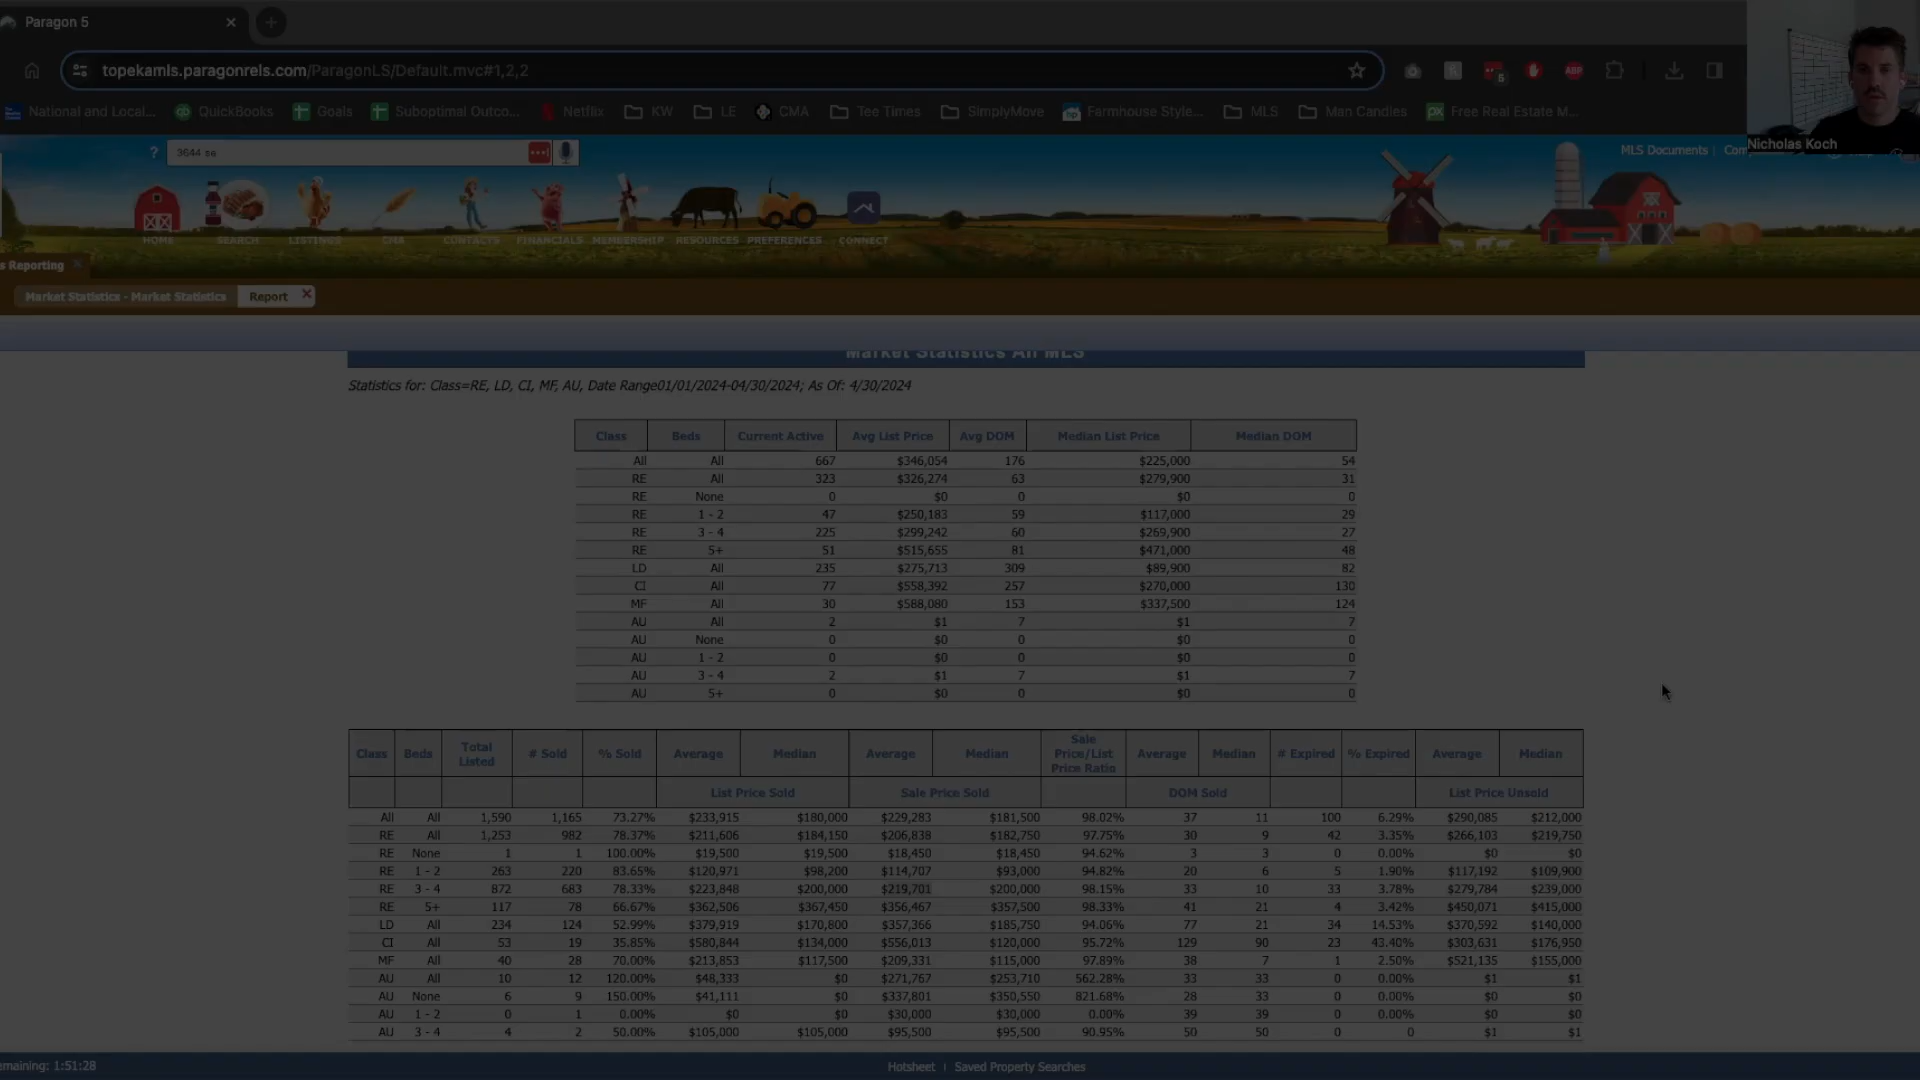 Paragon 5
topekamls.paragonrels.com/ParagonLS/Default.mvc#1,2,2
5 ABP
National and Local... QuickBooks Goals Suboptimal Outco... Netflix KW LE CMA Tee Times SimplyMove Farmhouse Style... MLS Man Candies Free Real Estate M...
Nicholas Koch
? 3644 se MLS Documents |
HOME SEARCH LISTINGS CMA CONTACTS FINANCIALS MEMBERSHIP RESOURCES PREFERENCES CONNECT
s Reporting
Market Statistics - Market Statistics Report
Market Statistics All MLS
Statistics for: Class=RE, LD, CI, MF, AU, Date Range01/01/2024-04/30/2024; As Of: 4/30/2024
Class Beds Current Active Avg List Price Avg DOM Median List Price Median DOM
All All 667 $346,054 176 $225,000 54
RE All 323 $326,274 63 $279,900 31
RE None 0 $0 0 $0 0
RE 1 - 2 47 $250,183 59 $117,000 29
RE 3 - 4 225 $299,242 60 $269,900 27
RE 5+ 51 $515,655 81 $471,000 48
LD All 235 $275,713 309 $89,900 82
CI All 77 $558,392 257 $270,000 130
MF All 30 $588,080 153 $337,500 124
AU All 2 $1 7 $1 7
AU None 0 $0 0 $0 0
AU 1 - 2 0 $0 0 $0 0
AU 3 - 4 2 $1 7 $1 7
AU 5+ 0 $0 0 $0 0
Class Beds Total Listed # Sold % Sold Average Median Average Median Sale Price/List Price Ratio Average Median # Expired % Expired Average Median
List Price Sold Sale Price Sold DOM Sold List Price Unsold
All All 1,590 1,165 73.27% $233,915 $180,000 $229,283 $181,500 98.02% 37 11 100 6.29% $290,085 $212,000
RE All 1,253 982 78.37% $211,606 $184,150 $206,838 $182,750 97.75% 30 9 42 3.35% $266,103 $219,750
RE None 1 1 100.00% $19,500 $19,500 $18,450 $18,450 94.62% 3 3 0 0.00% $0 $0
RE 1 - 2 263 220 83.65% $120,971 $98,200 $114,707 $93,000 94.82% 20 6 5 1.90% $117,192 $109,900
RE 3 - 4 872 683 78.33% $223,848 $200,000 $219,701 $200,000 98.15% 33 10 33 3.78% $279,784 $239,000
RE 5+ 117 78 66.67% $362,506 $367,450 $356,467 $357,500 98.33% 41 21 4 3.42% $450,071 $415,000
LD All 234 124 52.99% $379,919 $170,800 $357,366 $185,750 94.06% 77 21 34 14.53% $370,592 $140,000
CI All 53 19 35.85% $580,844 $134,000 $556,013 $120,000 95.72% 129 90 23 43.40% $303,631 $176,950
MF All 40 28 70.00% $213,853 $117,500 $209,331 $115,000 97.89% 38 7 1 2.50% $521,135 $155,000
AU All 10 12 120.00% $48,333 $0 $271,767 $253,710 562.28% 33 33 0 0.00% $1 $1
AU None 6 9 150.00% $41,111 $0 $337,801 $350,550 821.68% 28 33 0 0.00% $0 $0
AU 1 - 2 0 1 0.00% $0 $0 $30,000 $30,000 0.00% 39 39 0 0.00% $0 $0
AU 3 - 4 4 2 50.00% $105,000 $105,000 $95,500 $95,500 90.95% 50 50 0 0 $1 $1
emaining: 1:51:28 Hotsheet | Saved Property Searches